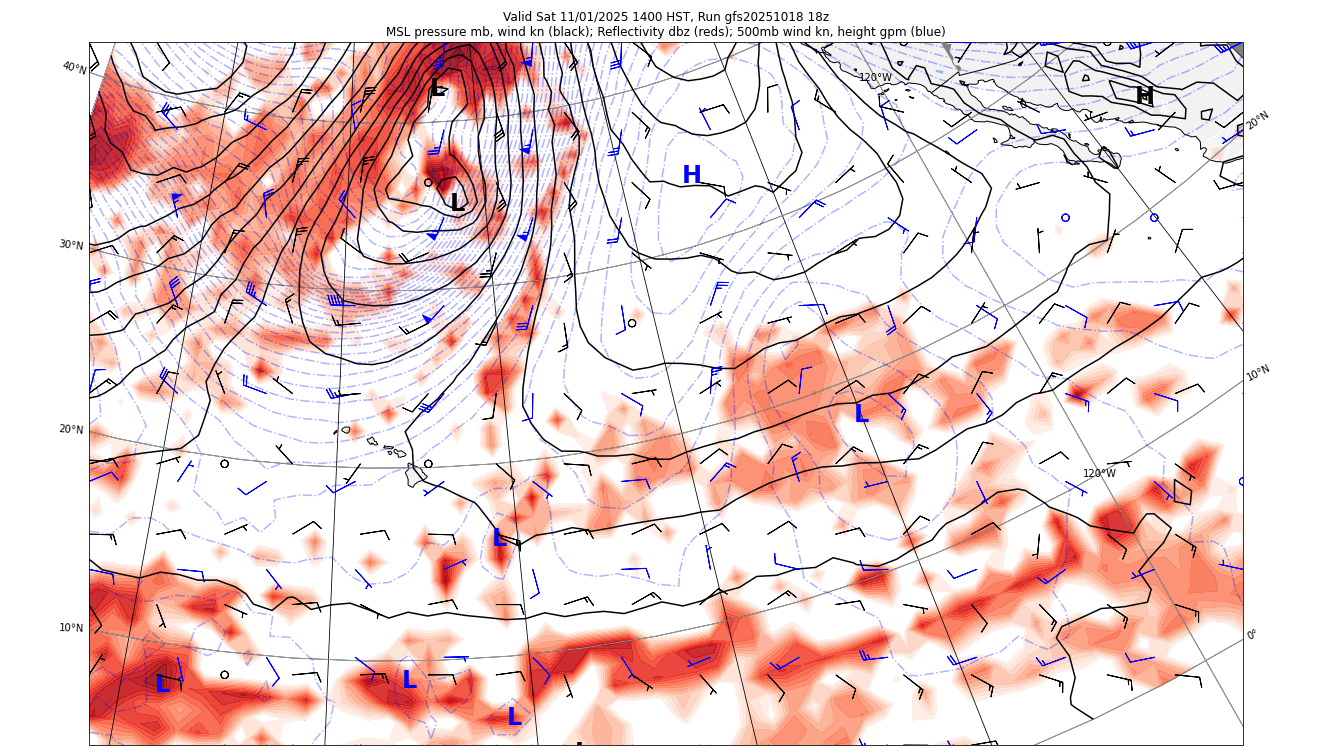 Valid Sat 11/01/2025 1400 HST, Run gfs20251018 18z
MSL pressure mb, wind kn (black); Reflectivity dbz (reds); 500mb wind kn, height gpm (blue)
40°N
120°W
L
H
20°N
H
L
30°N
10°N
L
20°N
120°W
L
10°N
0°
L
L
L